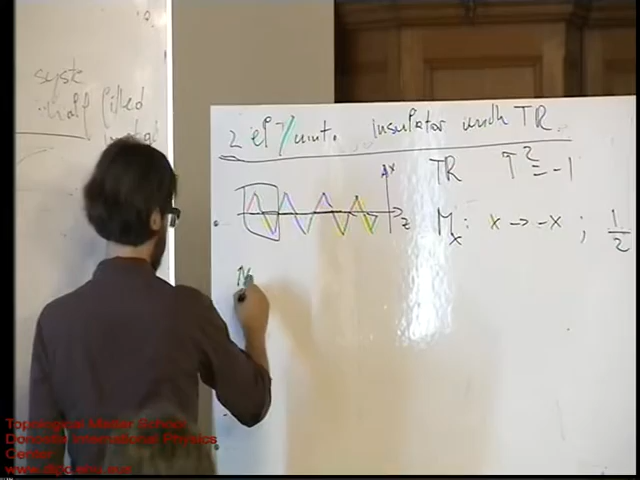 syste
half filled
2 el / unit. insulator with TR
TR T² = -1
x
z
Mx: x → -x ; 1/2
Topological Matter School
Donostia International Physics
Center
www.dipc.ehu.es